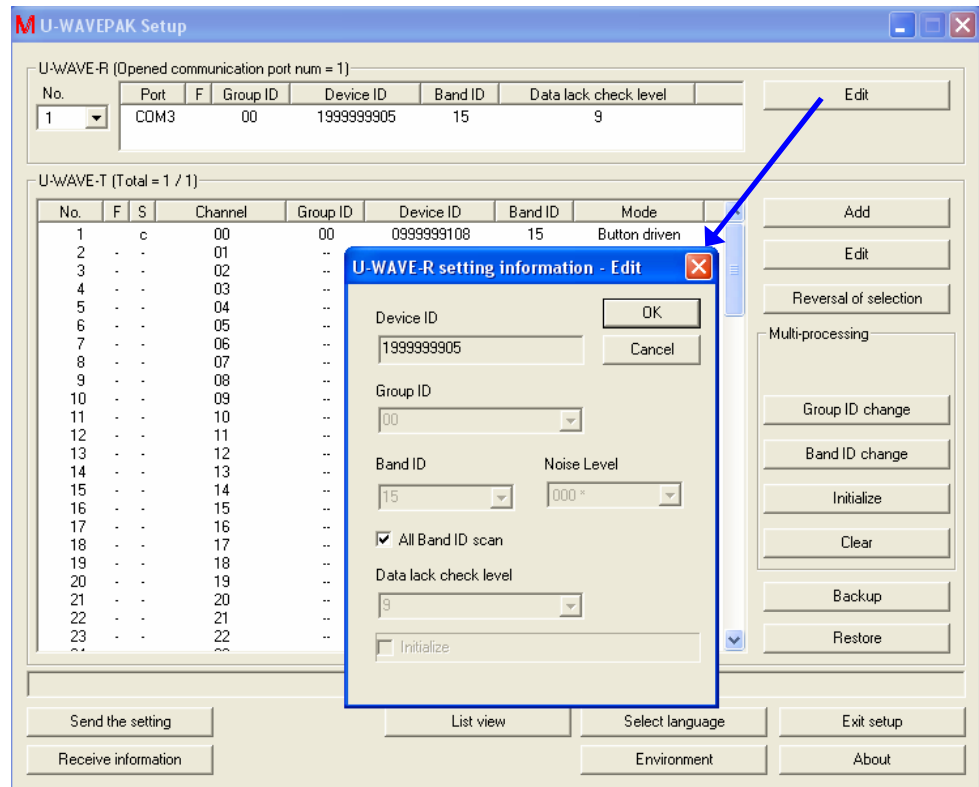 M U-WAVEPAK Setup
U-WAVE-R (Opened communication port num = 1)
No. Port F Group ID Device ID Band ID Data lack check level
1 COM3 00 1999999905 15 9
Edit
U-WAVE-T (Total = 1 / 1)
No. F S Channel Group ID Device ID Band ID Mode
1 c 00 00 0999999108 15 Button driven
2 - - 01 --
3 - - 02 --
4 - - 03 --
5 - - 04 --
6 - - 05 --
7 - - 06 --
8 - - 07 --
9 - - 08 --
10 - - 09 --
11 - - 10 --
12 - - 11 --
13 - - 12 --
14 - - 13 --
15 - - 14 --
16 - - 15 --
17 - - 16 --
18 - - 17 --
19 - - 18 --
20 - - 19 --
21 - - 20 --
22 - - 21 --
23 - - 22 --
U-WAVE-R setting information - Edit
Device ID
1999999905
OK
Cancel
Group ID
00
Band ID Noise Level
15 000 *
All Band ID scan
Data lack check level
9
Initialize
Add
Edit
Reversal of selection
Multi-processing
Group ID change
Band ID change
Initialize
Clear
Backup
Restore
Send the setting List view Select language Exit setup
Receive information Environment About